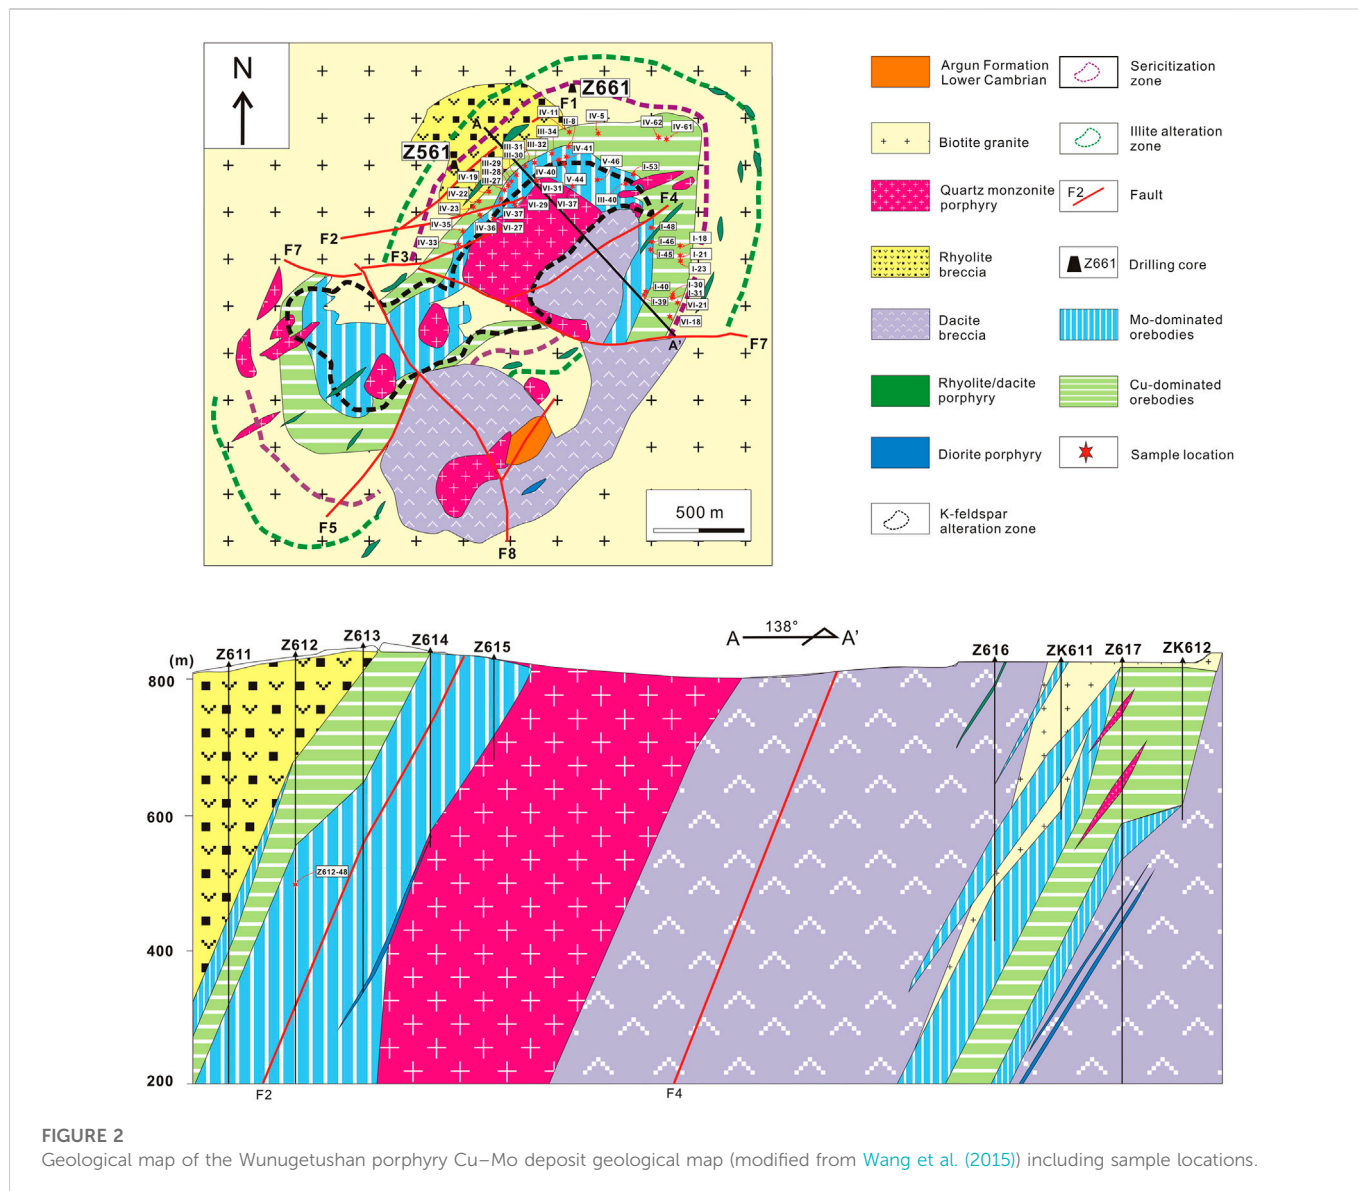 N
Z661
F1
Z561
A
IV-11
II-8
IV-5
IV-62
IV-61
III-34
III-32
III-31
III-30
IV-41
V-46
I-53
III-29
III-28
III-27
IV-19
IV-40
V-44
VI-31
IV-22
VI-29
VI-37
III-40
F4
IV-23
IV-37
IV-35
IV-36
VI-27
I-48
IV-33
I-46
I-18
I-45
I-21
I-23
F2
F7
F3
I-40
I-30
I-31
I-39
VI-21
VI-18
A'
F7
F5
F8
500 m
Argun Formation
Lower Cambrian
Sericitization
zone
Biotite granite
Illite alteration
zone
Quartz monzonite
porphyry
F2
Fault
Rhyolite
breccia
Z661
Drilling core
Dacite
breccia
Mo-dominated
orebodies
Rhyolite/dacite
porphyry
Cu-dominated
orebodies
Diorite porphyry
Sample location
K-feldspar
alteration zone
A 138° A'
(m)
Z611
Z612
Z613
Z614
Z615
Z616
ZK611
Z617
ZK612
800
600
Z612-48
400
200
F2
F4
FIGURE 2
Geological map of the Wunugetushan porphyry Cu–Mo deposit geological map (modified from Wang et al. (2015)) including sample locations.